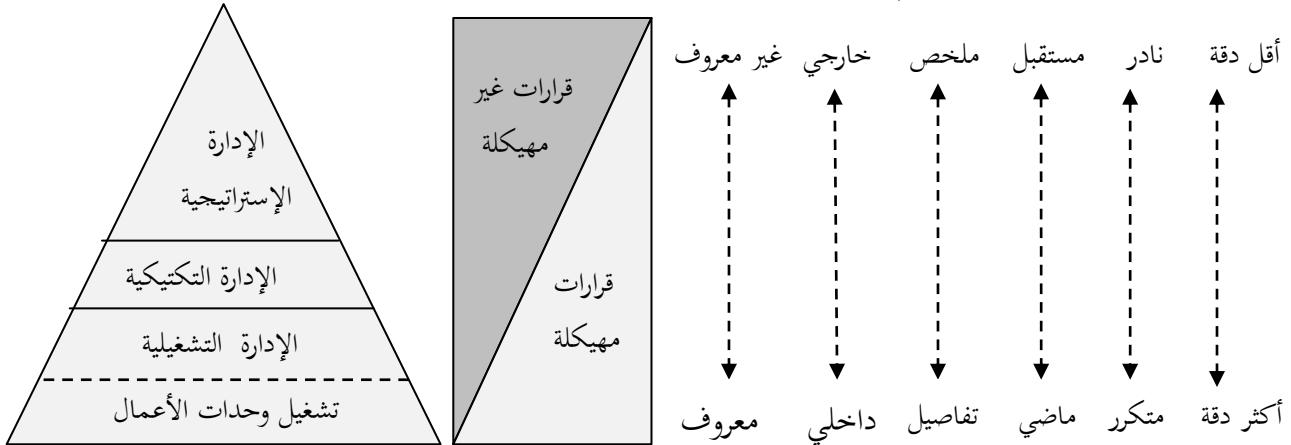 أقل دقة
نادر
مستقبل
ملخص
خارجي
غير معروف
قرارات غير
مهيكلة
الإدارة
الإستراتيجية
الإدارة التكتيكية
قرارات
مهيكلة
الإدارة التشغيلية
تشغيل وحدات الأعمال
أكثر دقة
متكرر
ماضي
تفاصيل
داخلي
معروف